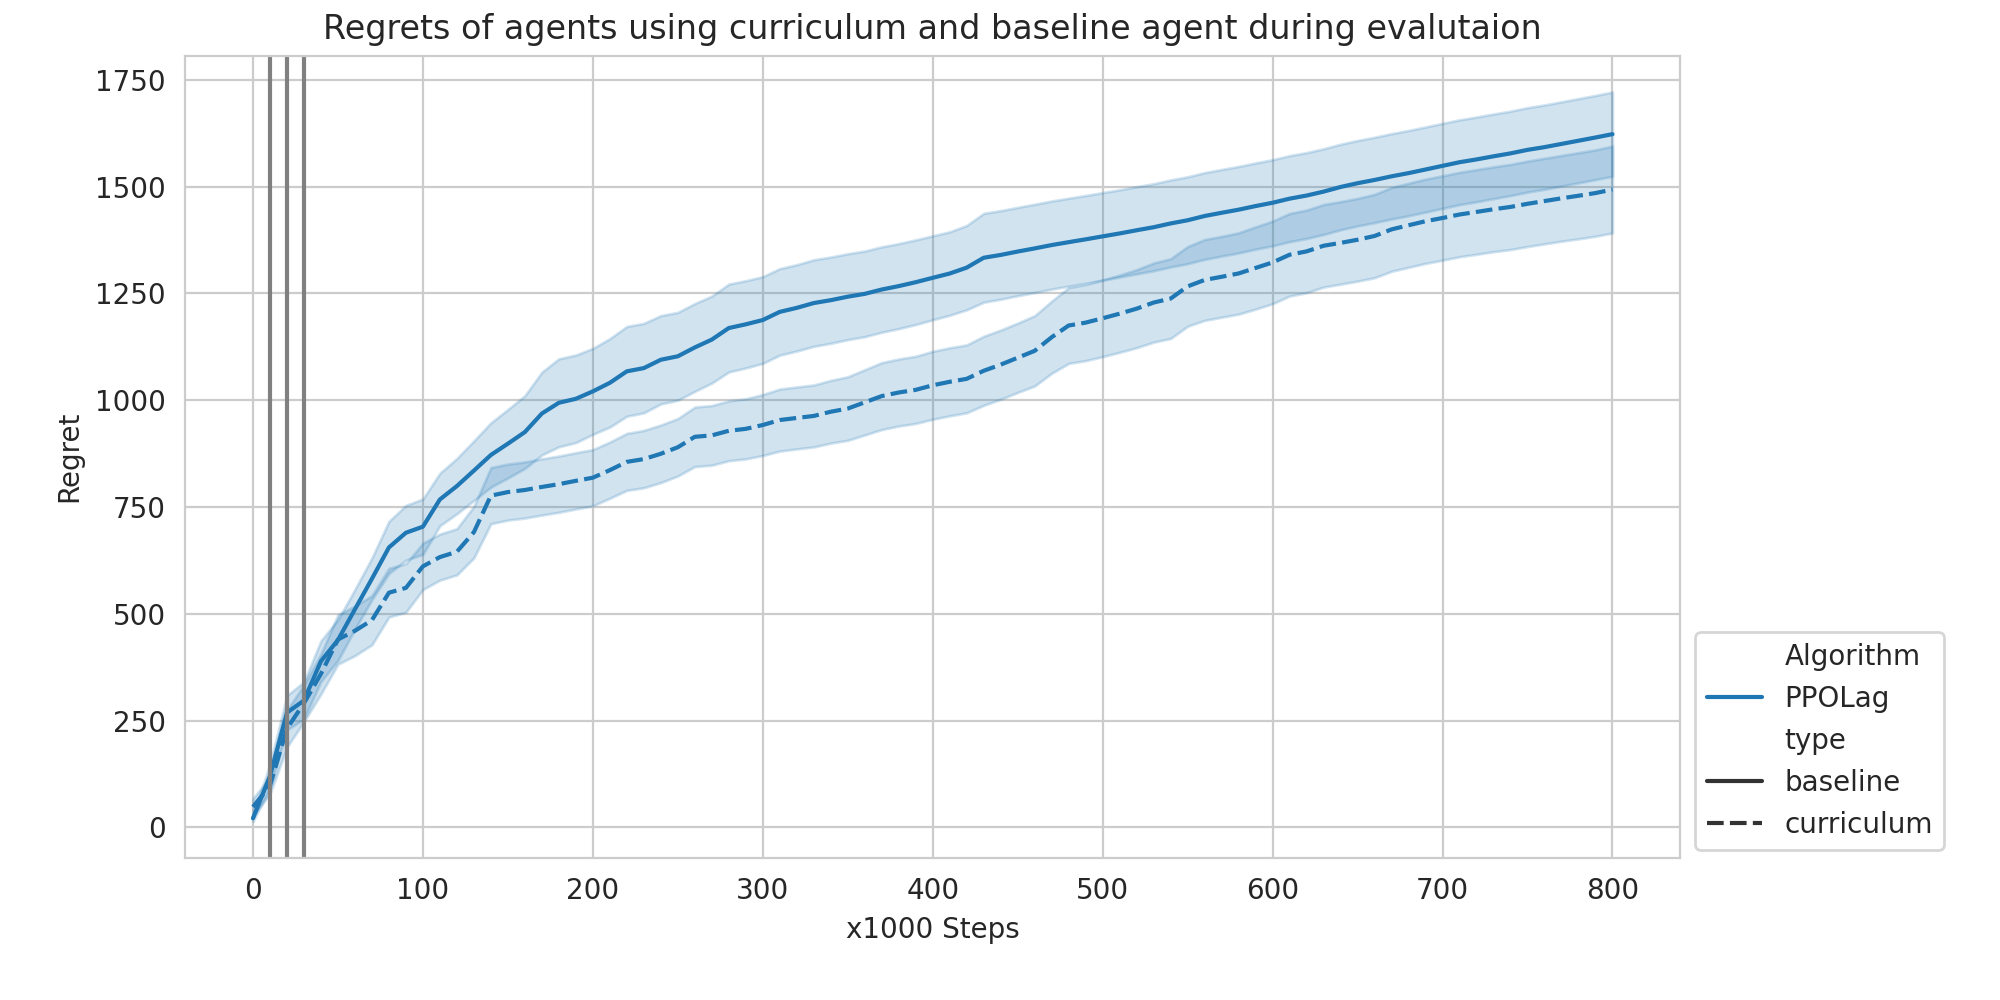 Regrets of agents using curriculum and baseline agent during evalutaion
1750
1500
1250
1000
750
500
250
0
Regret
0 100 200 300 400 500 600 700 800
x1000 Steps
Algorithm
PPOLag
type
baseline
curriculum